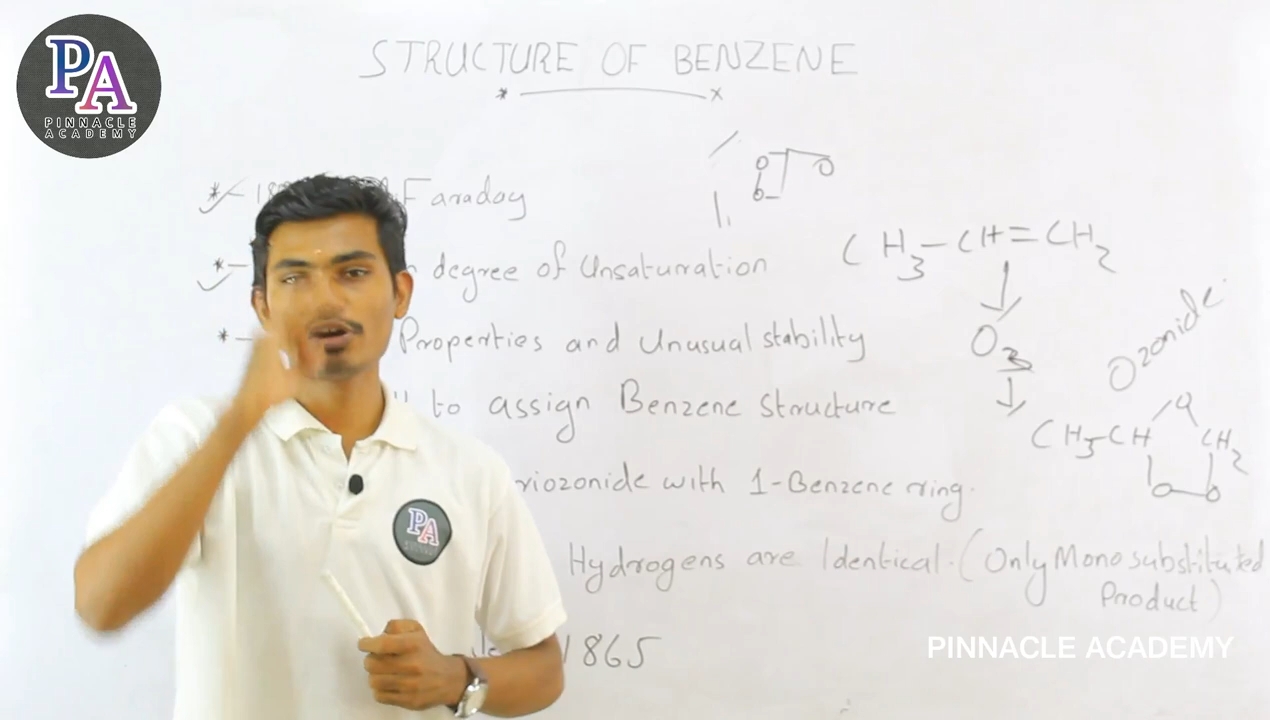 PA
PINNACLE
ACADEMY
STRUCTURE OF BENZENE
Faraday
degree of Unsaturation
Properties and Unusual stability
to assign Benzene structure
riozonide with 1-Benzene ring.
Hydrogens are Identical. (Only Mono substituted
Product)
1865
CH3-CH=CH2
O3
Ozonide
CH3-CH CH2
O
O O
PA
PINNACLE ACADEMY